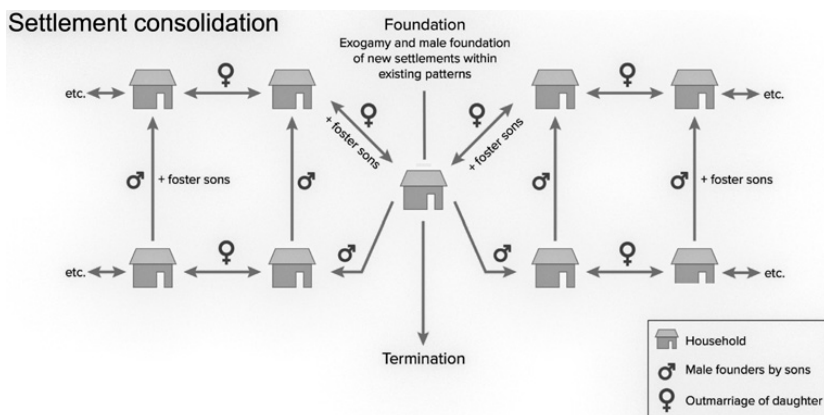 Settlement consolidation
Foundation
Exogamy and male foundation
of new settlements within
existing patterns
etc.
♀
♀
♀
♀
etc.
+ foster sons
+ foster sons
♂
+ foster sons
♂
♂
♂
+ foster sons
etc.
♀
♂
♂
♀
etc.
Termination
Household
♂ Male founders by sons
♀ Outmarriage of daughter